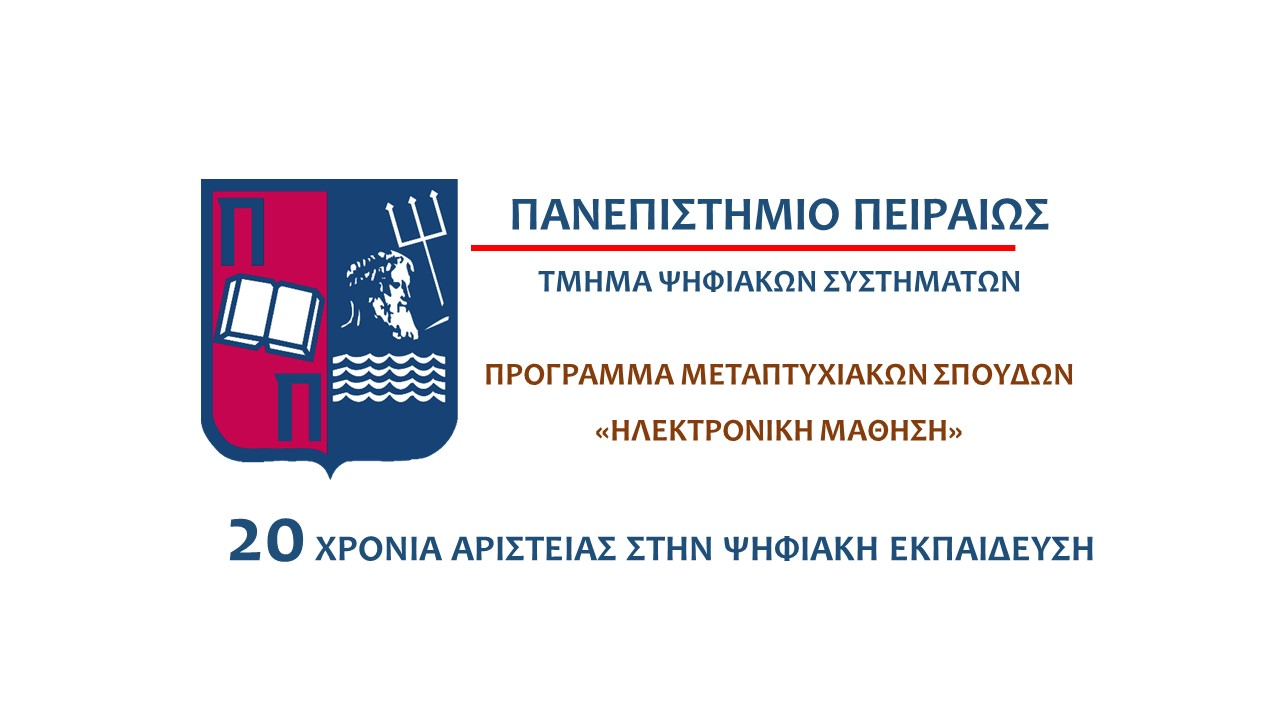 Π
Π
ΠΑΝΕΠΙΣΤΗΜΙΟ ΠΕΙΡΑΙΩΣ
ΤΜΗΜΑ ΨΗΦΙΑΚΩΝ ΣΥΣΤΗΜΑΤΩΝ
ΠΡΟΓΡΑΜΜΑ ΜΕΤΑΠΤΥΧΙΑΚΩΝ ΣΠΟΥΔΩΝ
«ΗΛΕΚΤΡΟΝΙΚΗ ΜΑΘΗΣΗ»
20 ΧΡΟΝΙΑ ΑΡΙΣΤΕΙΑΣ ΣΤΗΝ ΨΗΦΙΑΚΗ ΕΚΠΑΙΔΕΥΣΗ